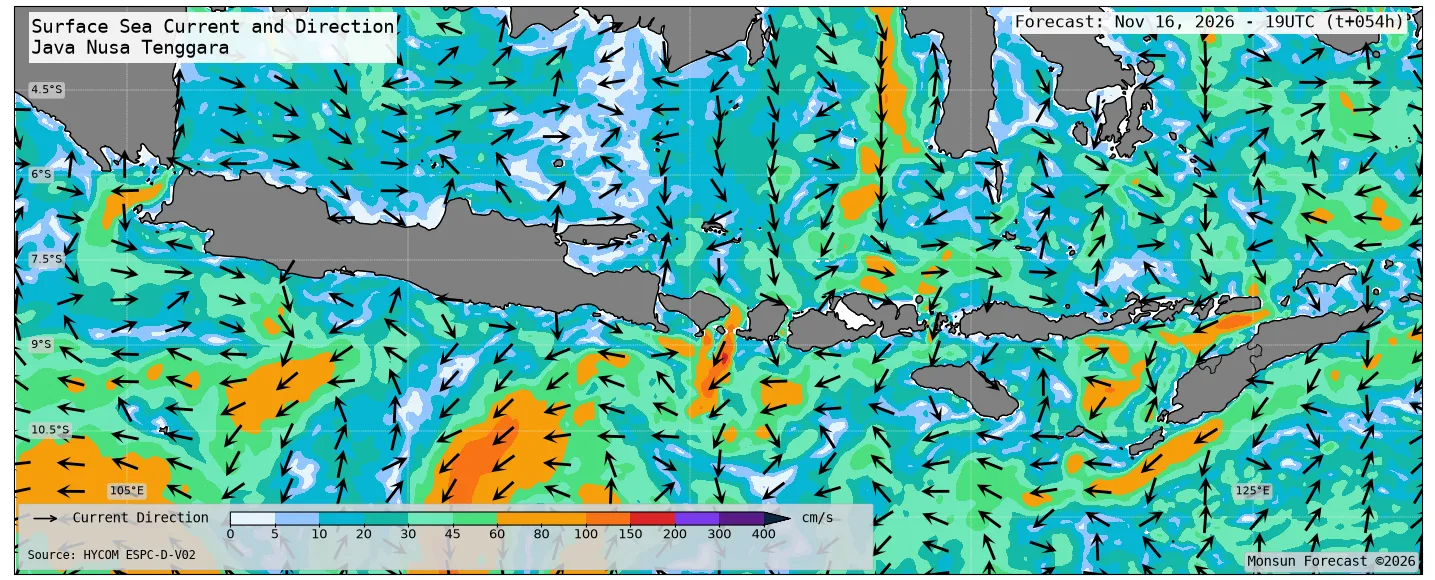 Surface Sea Current and Direction
Java Nusa Tenggara
Forecast: Nov 16, 2026 - 19UTC (t+054h)
4.5°S
6°S
7.5°S
9°S
10.5°S
105°E
125°E
Current Direction
0 5 10 20 30 45 60 80 100 150 200 300 400
cm/s
Source: HYCOM ESPC-D-V02
Monsun Forecast ©2026